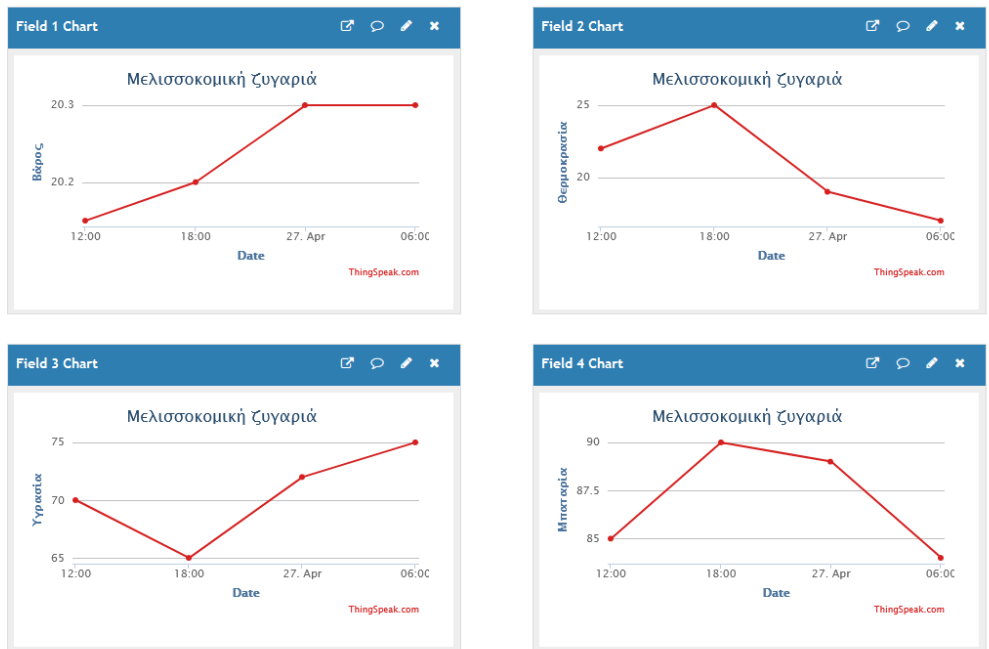 Field 1 Chart
Μελισσοκομική ζυγαριά
20.3
20.2
Βάρος
12:00
18:00
27. Apr
06:00
Date
ThingSpeak.com
Field 2 Chart
Μελισσοκομική ζυγαριά
25
20
Θερμοκρασία
12:00
18:00
27. Apr
06:00
Date
ThingSpeak.com
Field 3 Chart
Μελισσοκομική ζυγαριά
75
70
65
Υγρασία
12:00
18:00
27. Apr
06:00
Date
ThingSpeak.com
Field 4 Chart
Μελισσοκομική ζυγαριά
90
87.5
85
Μπαταρία
12:00
18:00
27. Apr
06:00
Date
ThingSpeak.com